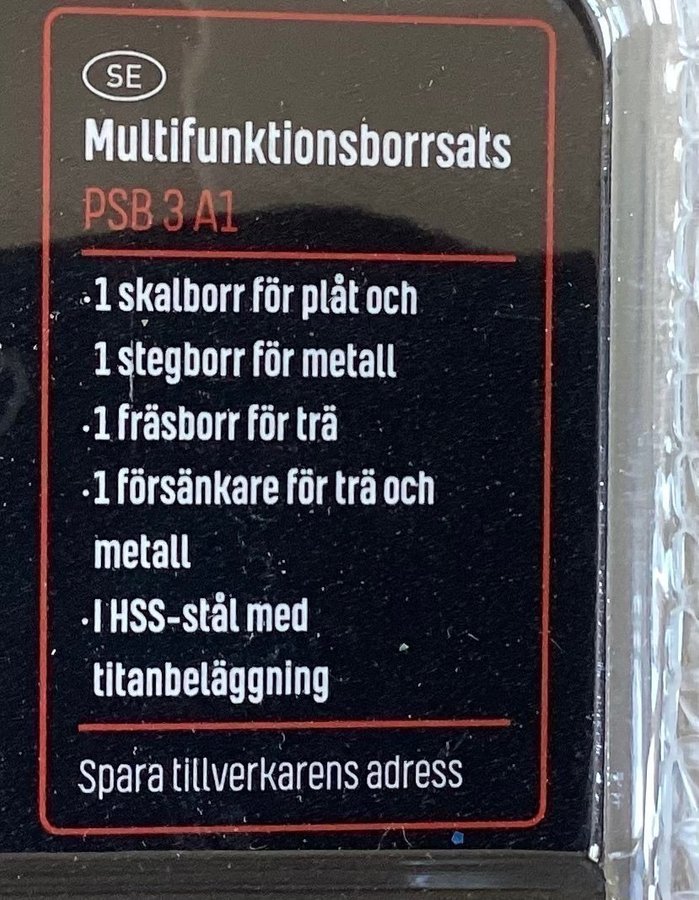 SE
Multifunktionsborrsats
PSB 3 A1
·1 skalborr för plåt och
1 stegborr för metall
·1 fräsborr för trä
·1 försänkare för trä och
metall
·I HSS-stål med
titanbeläggning
Spara tillverkarens adress